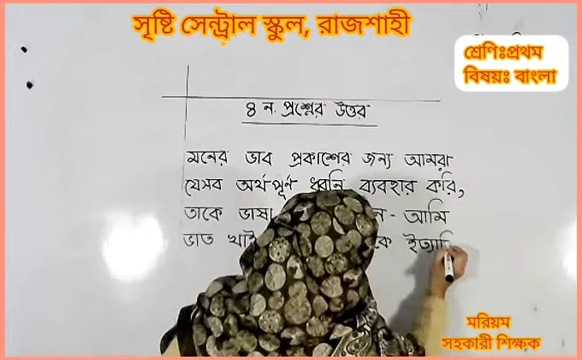 সৃষ্টি সেন্ট্রাল স্কুল, রাজশাহী
শ্রেণিঃপ্রথম
বিষয়ঃ বাংলা
৪ ন. প্রশ্নের উত্তর
মনের ভাব প্রকাশের জন্য আমরা
যেসব অর্থপূর্ণ ধ্বনি ব্যবহার করি,
তাকে ভাষা ন - আমি
ভাত কে
মরিয়ম
সহকারী শিক্ষক